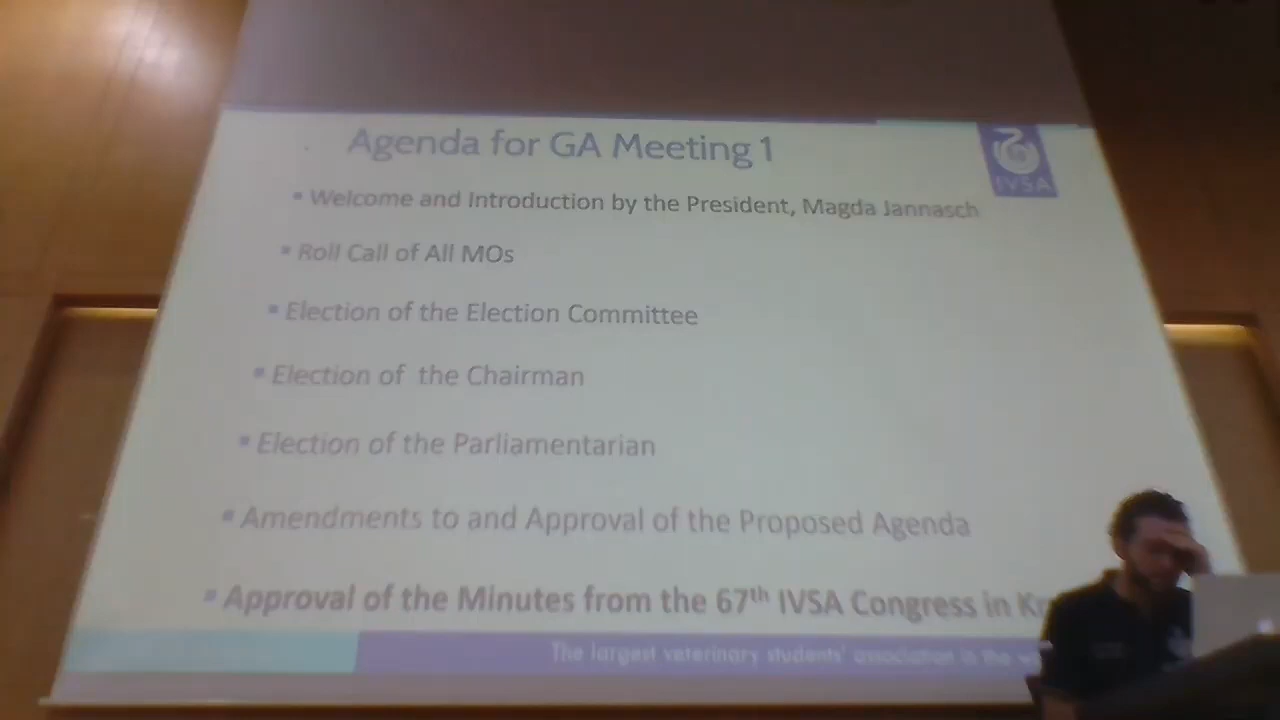 Agenda for GA Meeting 1
IVSA
▪ Welcome and Introduction by the President, Magda Jannasch
▪ Roll Call of All MOs
▪ Election of the Election Committee
▪ Election of the Chairman
▪ Election of the Parliamentarian
▪ Amendments to and Approval of the Proposed Agenda
▪ Approval of the Minutes from the 67th IVSA Congress in
The largest veterinary students' association in the